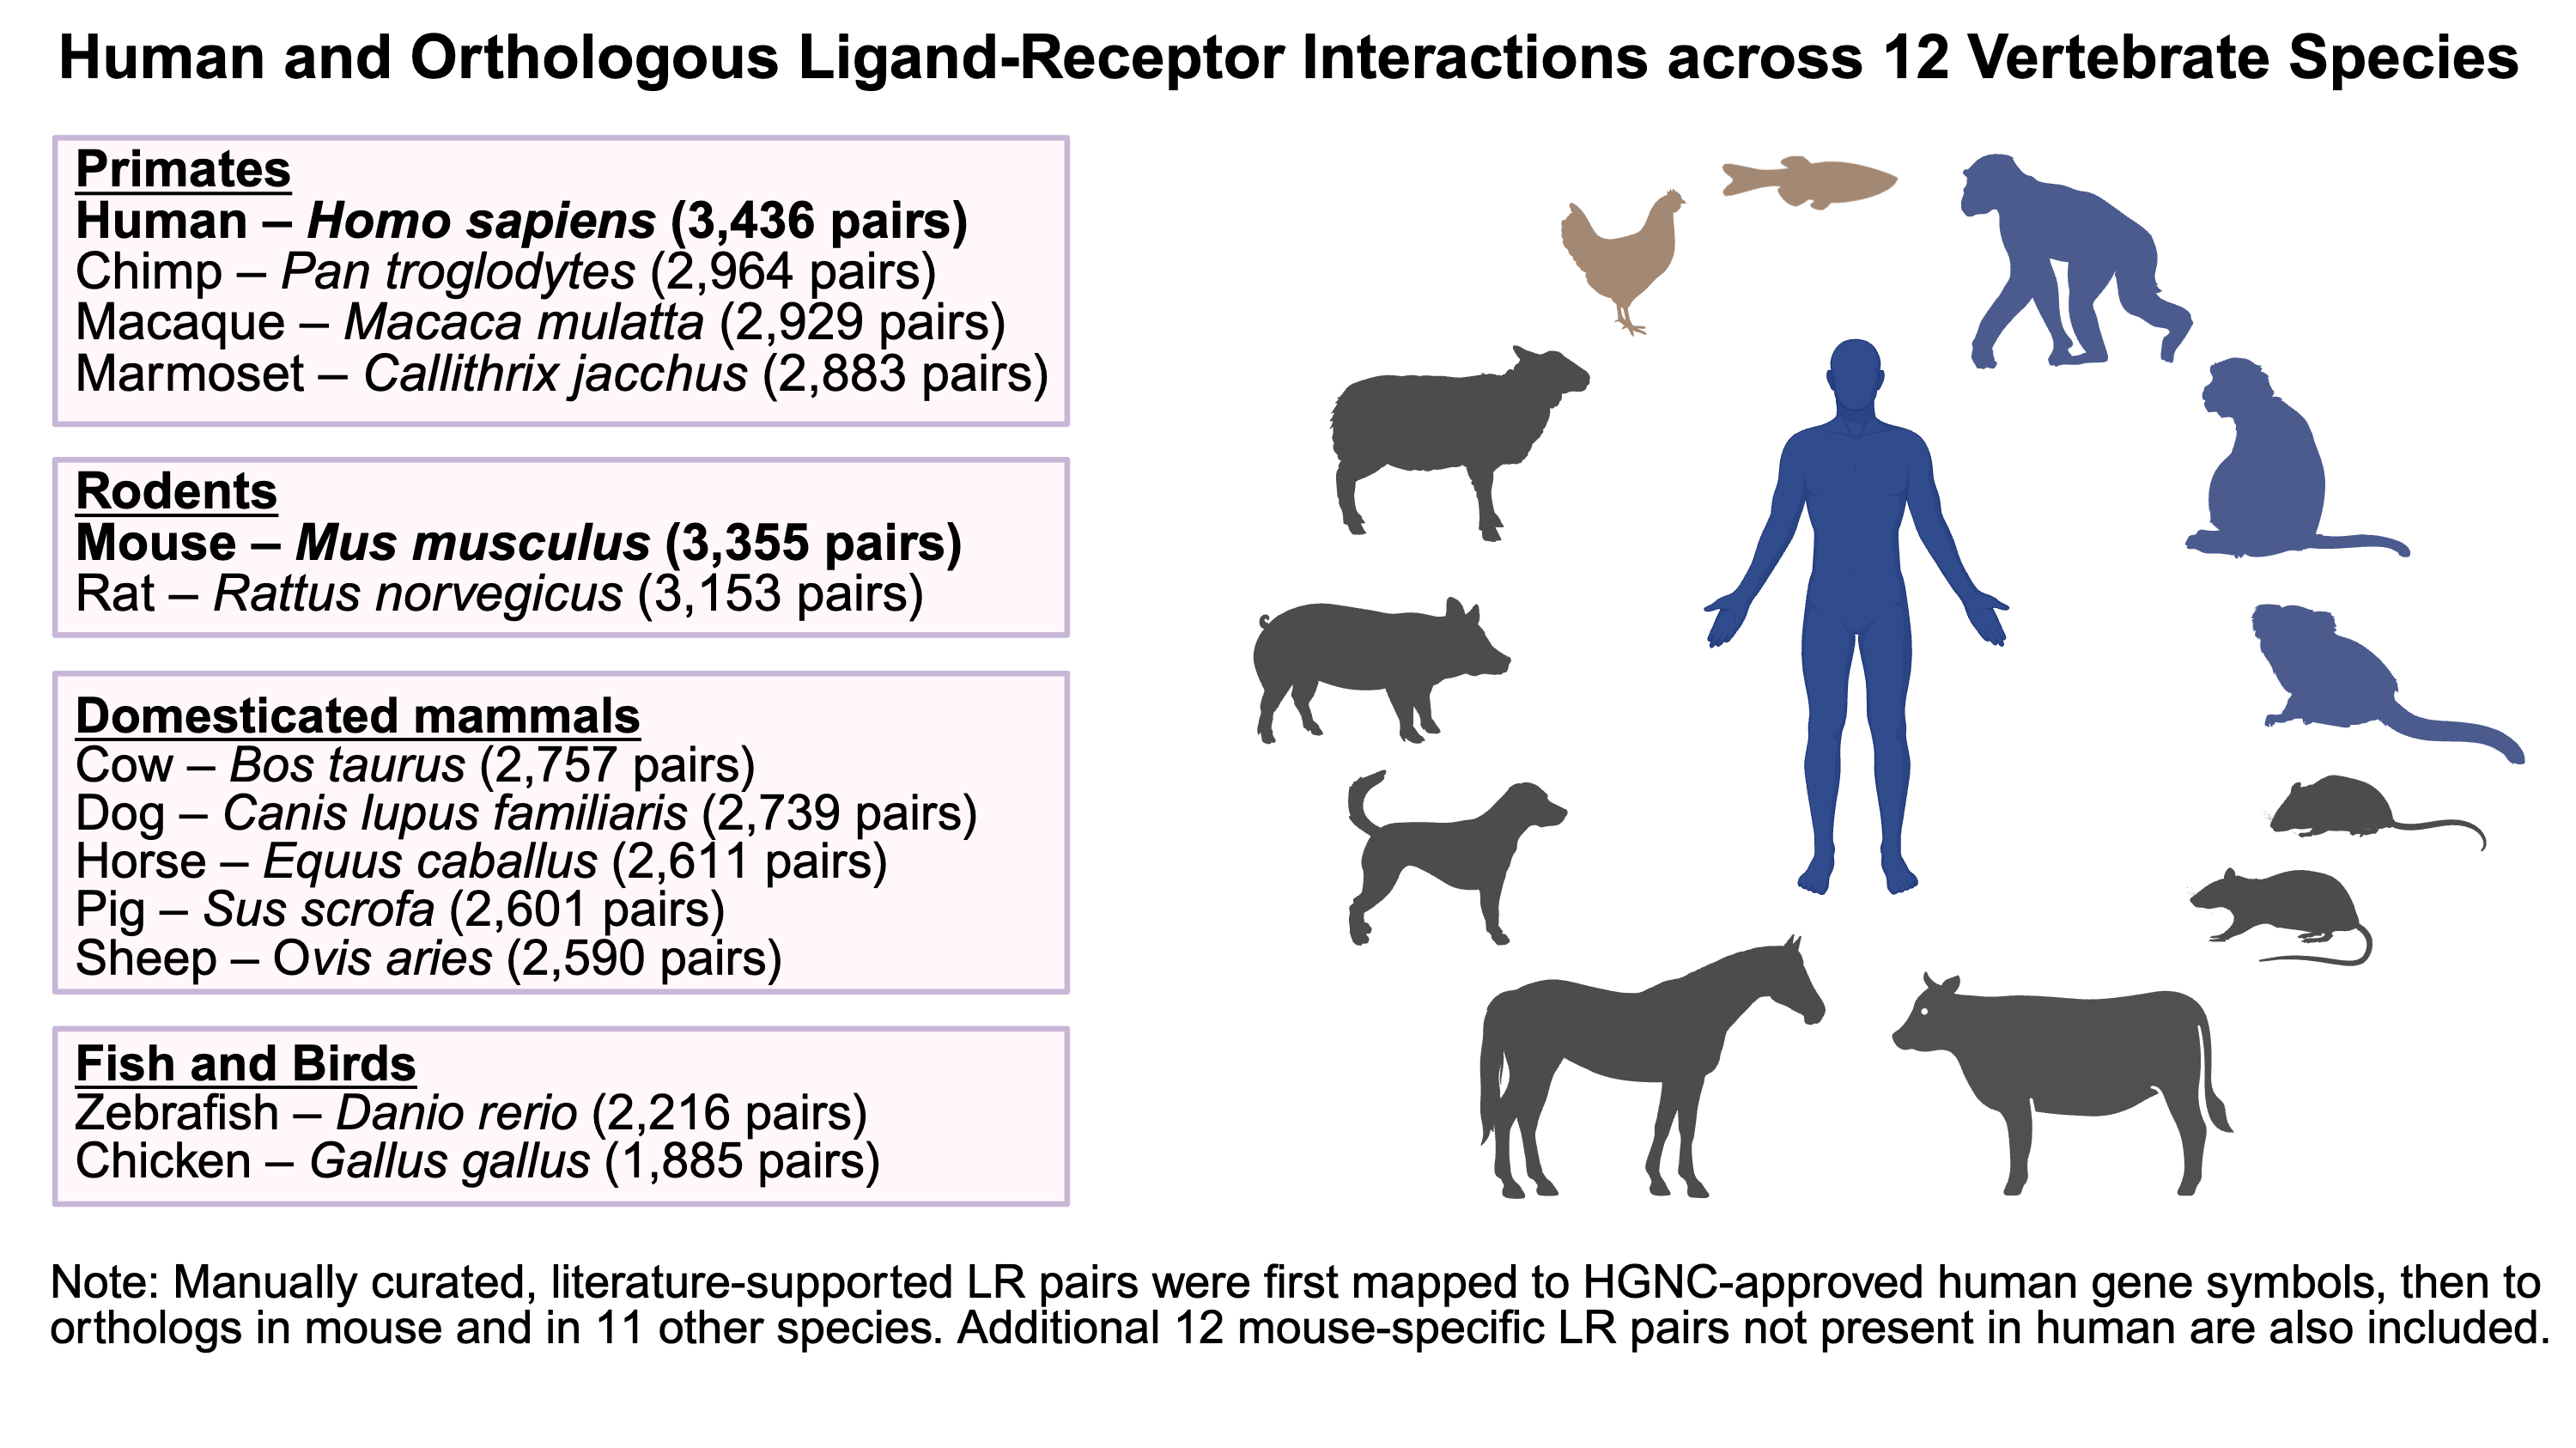 Human and Orthologous Ligand-Receptor Interactions across 12 Vertebrate Species
Primates
Human – Homo sapiens (3,436 pairs)
Chimp – Pan troglodytes (2,964 pairs)
Macaque – Macaca mulatta (2,929 pairs)
Marmoset – Callithrix jacchus (2,883 pairs)
Rodents
Mouse – Mus musculus (3,355 pairs)
Rat – Rattus norvegicus (3,153 pairs)
Domesticated mammals
Cow – Bos taurus (2,757 pairs)
Dog – Canis lupus familiaris (2,739 pairs)
Horse – Equus caballus (2,611 pairs)
Pig – Sus scrofa (2,601 pairs)
Sheep – Ovis aries (2,590 pairs)
Fish and Birds
Zebrafish – Danio rerio (2,216 pairs)
Chicken – Gallus gallus (1,885 pairs)
Note: Manually curated, literature-supported LR pairs were first mapped to HGNC-approved human gene symbols, then to
orthologs in mouse and in 11 other species. Additional 12 mouse-specific LR pairs not present in human are also included.